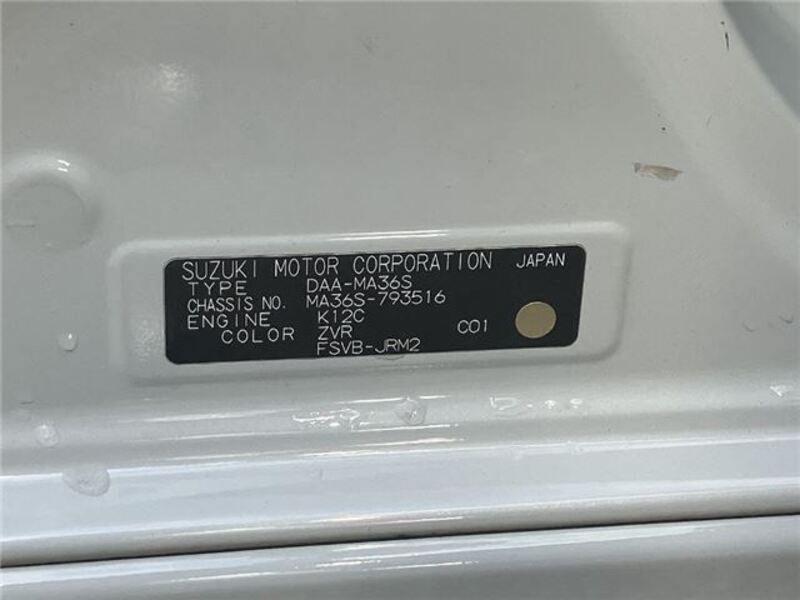 SUZUKI MOTOR CORPORATION JAPAN
TYPE DAA-MA36S
CHASSIS NO. MA36S-793516
ENGINE K12C
COLOR ZVR C01
FSVB-JRM2